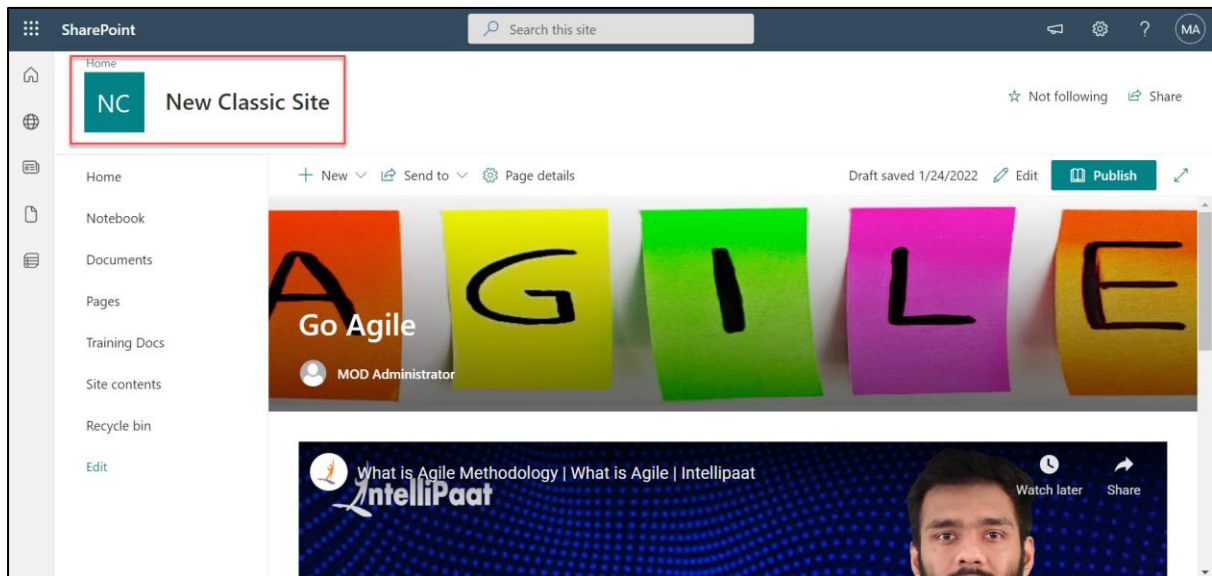 SharePoint
Search this site
?
MA
Home
NC
New Classic Site
Not following
Share
Home
Notebook
Documents
Pages
Training Docs
Site contents
Recycle bin
Edit
New
Send to
Page details
Draft saved 1/24/2022
Edit
Publish
AGILE
Go Agile
MOD Administrator
What is Agile Methodology | What is Agile | Intellipaat
IntelliPaat
Watch later
Share